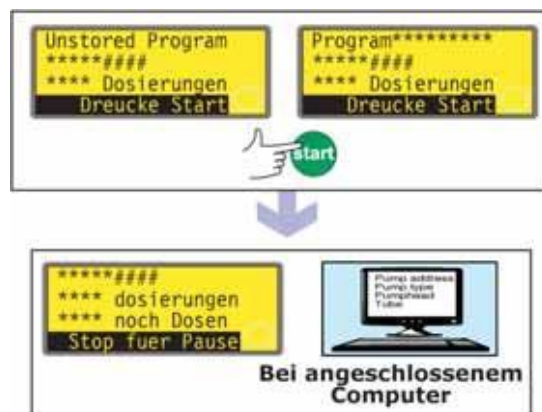 Unstored Program
*****####
**** Dosierungen
Dreucke Start
Program*********
*****####
**** Dosierungen
Dreucke Start
start
*****####
**** dosierungen
**** noch Dosen
Stop fuer Pause
Pump address
Pump type
Pumphead
Tube
Bei angeschlossenem
Computer